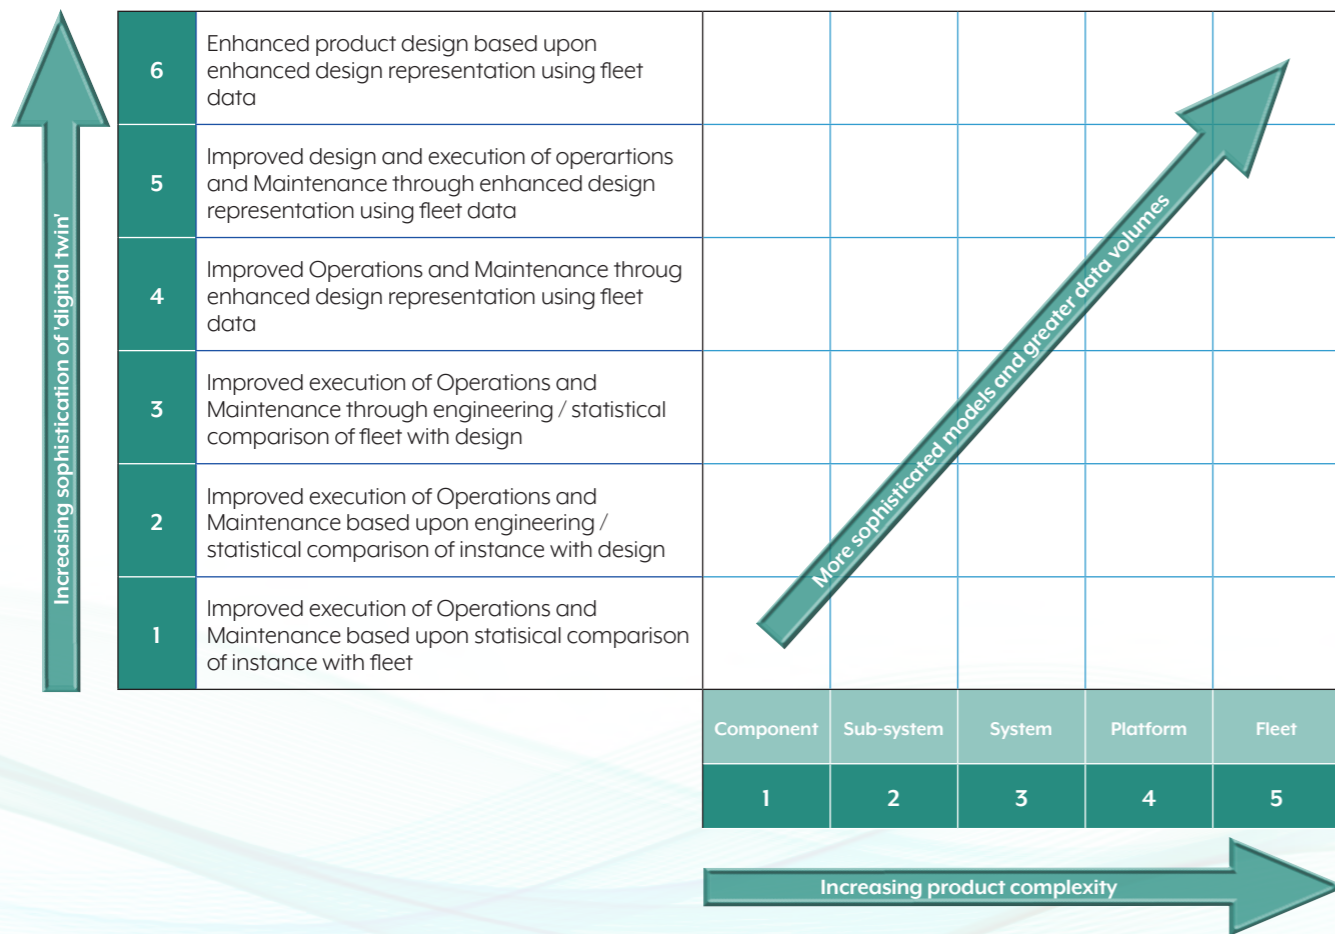 Increasing sophistication of 'digital twin'
6
Enhanced product design based upon
enhanced design representation using fleet
data
5
Improved design and execution of operartions
and Maintenance through enhanced design
representation using fleet data
4
Improved Operations and Maintenance throug
enhanced design representation using fleet
data
3
Improved execution of Operations and
Maintenance through engineering / statistical
comparison of fleet with design
2
Improved execution of Operations and
Maintenance based upon engineering /
statistical comparison of instance with design
1
Improved execution of Operations and
Maintenance based upon statisical comparison
of instance with fleet
More sophisticated models and greater data volumes
Component Sub-system System Platform Fleet
1 2 3 4 5
Increasing product complexity